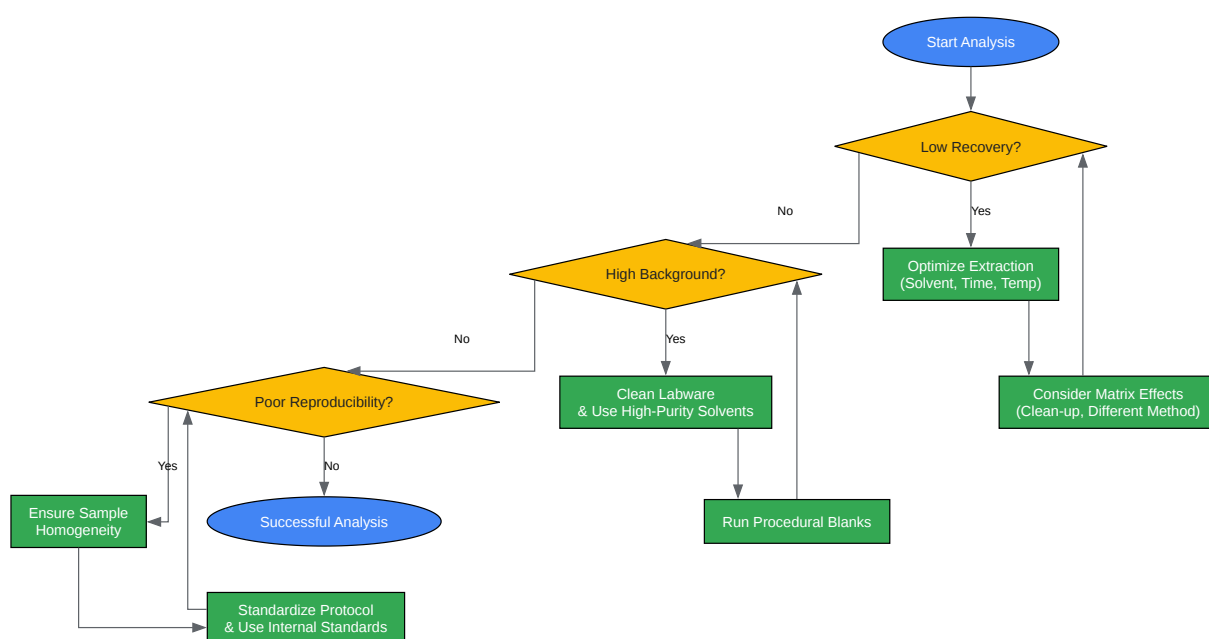 Start Analysis
Low Recovery?
No
Yes
High Background?
Optimize Extraction
(Solvent, Time, Temp)
No
Yes
Poor Reproducibility?
Clean Labware
& Use High-Purity Solvents
Consider Matrix Effects
(Clean-up, Different Method)
Yes
No
Ensure Sample
Homogeneity
Successful Analysis
Run Procedural Blanks
Standardize Protocol
& Use Internal Standards